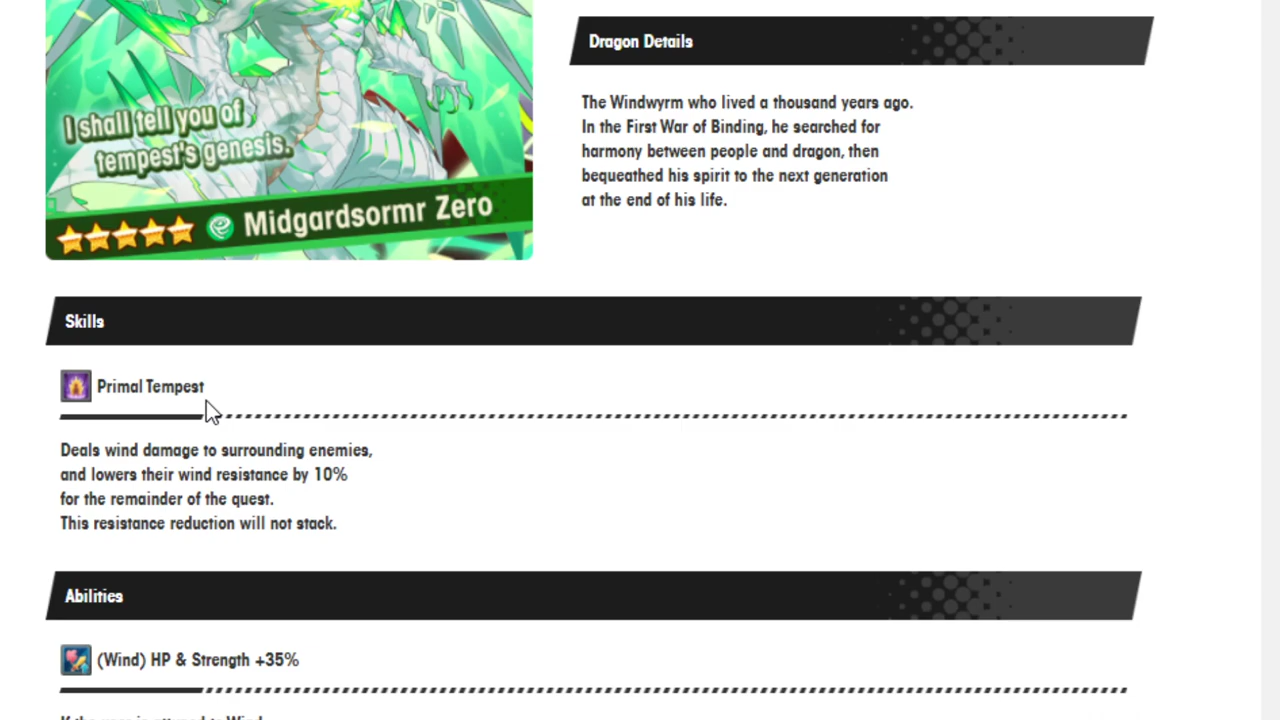 I shall tell you of
tempest's genesis.
Midgardsormr Zero
Dragon Details
The Windwyrm who lived a thousand years ago.
In the First War of Binding, he searched for
harmony between people and dragon, then
bequeathed his spirit to the next generation
at the end of his life.
Skills
Primal Tempest
Deals wind damage to surrounding enemies,
and lowers their wind resistance by 10%
for the remainder of the quest.
This resistance reduction will not stack.
Abilities
(Wind) HP & Strength +35%